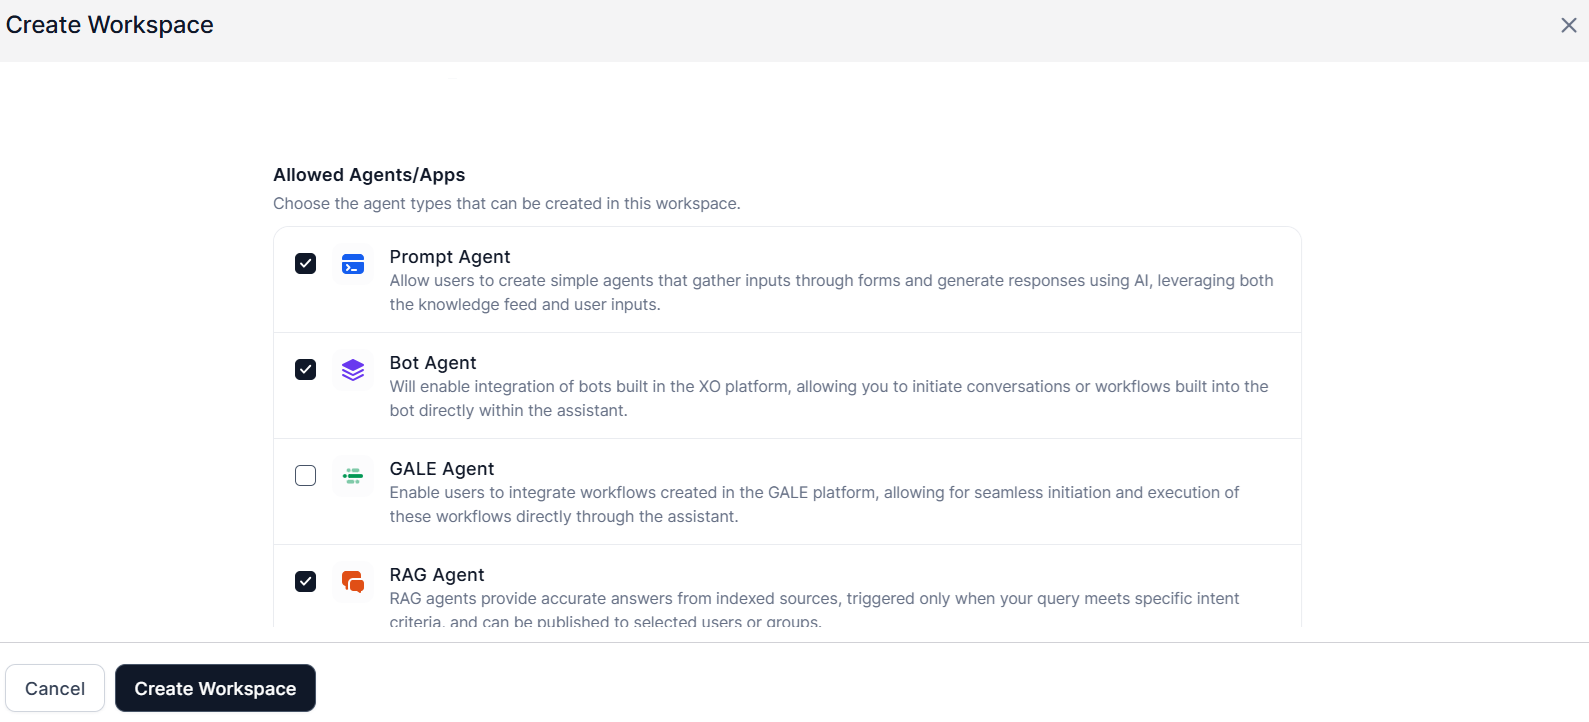 Create Workspace
Allowed Agents/Apps
Choose the agent types that can be created in this workspace.
Prompt Agent
Allow users to create simple agents that gather inputs through forms and generate responses using AI, leveraging both
the knowledge feed and user inputs.
Bot Agent
Will enable integration of bots built in the XO platform, allowing you to initiate conversations or workflows built into the
bot directly within the assistant.
GALE Agent
Enable users to integrate workflows created in the GALE platform, allowing for seamless initiation and execution of
these workflows directly through the assistant.
RAG Agent
RAG agents provide accurate answers from indexed sources, triggered only when your query meets specific intent
criteria, and can be published to selected users or groups.
Cancel
Create Workspace